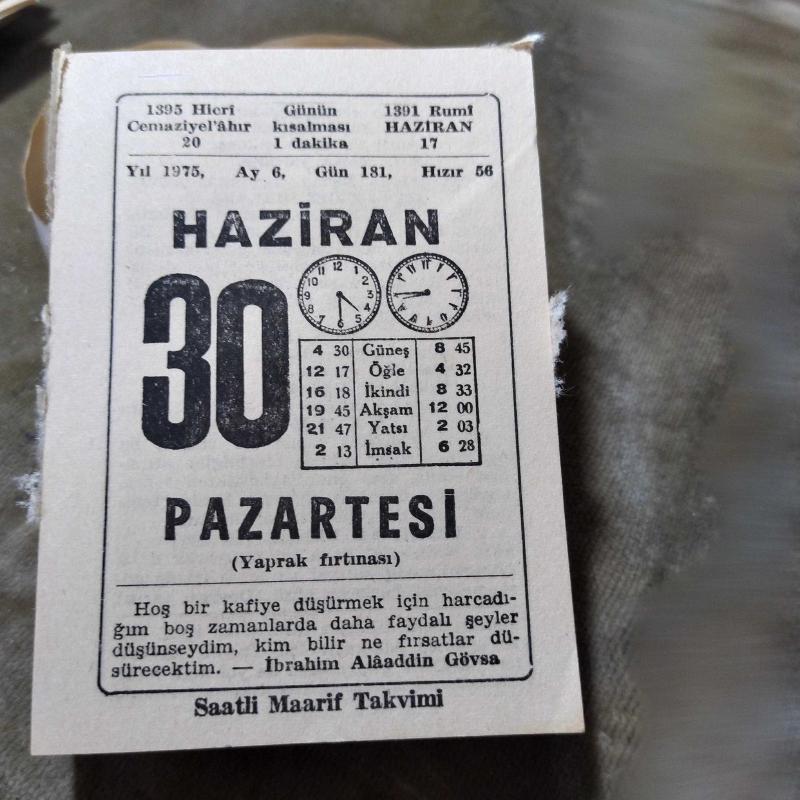 1395 Hicrî Günün 1391 Rumî
Cemaziyel'âhır kısalması HAZİRAN
20 1 dakika 17
Yıl 1975, Ay 6, Gün 181, Hızır 56
HAZİRAN
30
4 30 Güneş 8 45
12 17 Öğle 4 32
16 18 İkindi 8 33
19 45 Akşam 12 00
21 47 Yatsı 2 03
2 13 İmsak 6 28
PAZARTESİ
(Yaprak fırtınası)
Hoş bir kafiye düşürmek için harcadı-
ğım boş zamanlarda daha faydalı şeyler
düşünseydim, kim bilir ne fırsatlar dü-
şürecektim. — İbrahim Alâaddin Gövsa
Saatli Maarif Takvimi